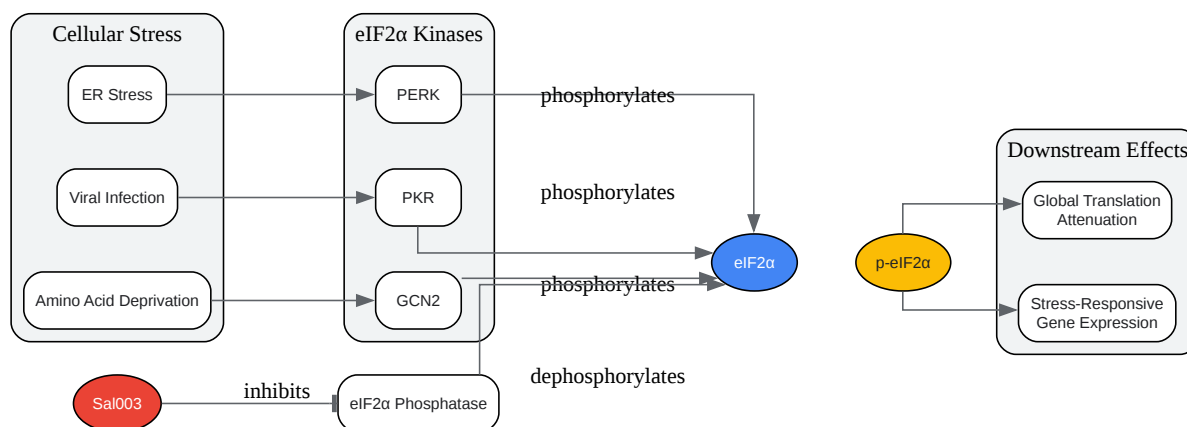 Cellular Stress
ER Stress
Viral Infection
Amino Acid Deprivation
eIF2α Kinases
PERK
PKR
GCN2
phosphorylates
phosphorylates
phosphorylates
eIF2α
p-eIF2α
Downstream Effects
Global Translation
Attenuation
Stress-Responsive
Gene Expression
Sal003
inhibits
eIF2α Phosphatase
dephosphorylates